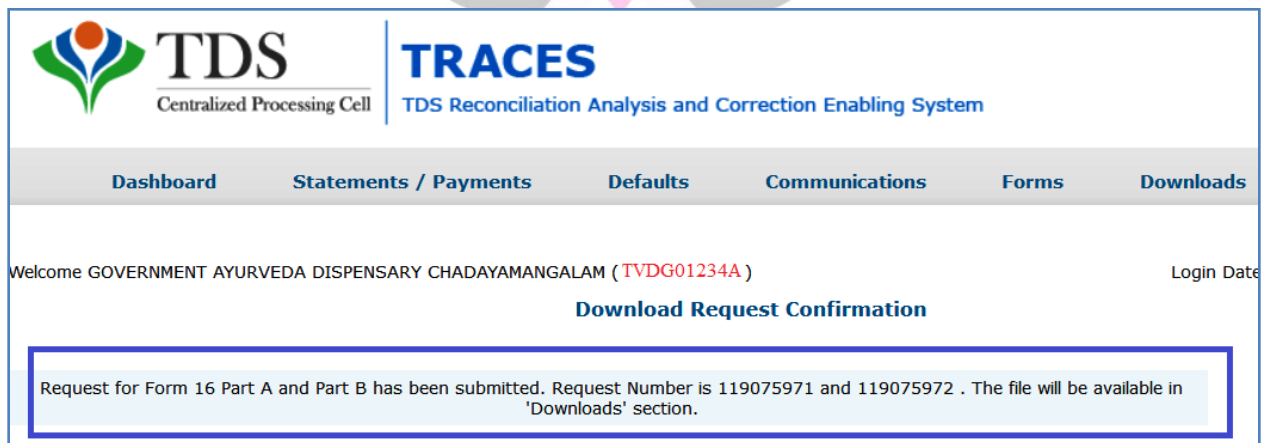 TDS
Centralized Processing Cell
TRACES
TDS Reconciliation Analysis and Correction Enabling System
Dashboard Statements / Payments Defaults Communications Forms Downloads
Welcome GOVERNMENT AYURVEDA DISPENSARY CHADAYAMANGALAM ( TVDG01234A ) Login Date
Download Request Confirmation
Request for Form 16 Part A and Part B has been submitted. Request Number is 119075971 and 119075972 . The file will be available in
'Downloads' section.